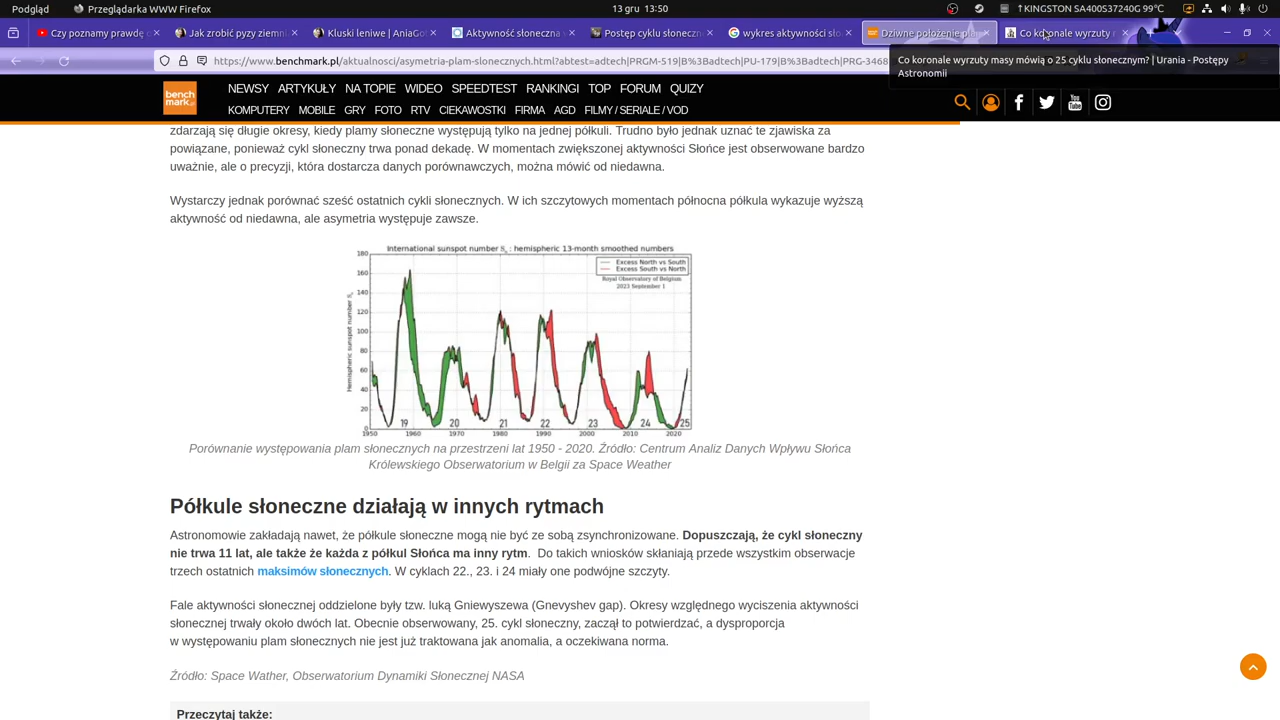 Podgląd
Przeglądarka WWW Firefox
13 gru 13:50
↑KINGSTON SA400S37240G 99℃
Czy poznamy prawdę o
Jak zrobić pyzy ziemni
Kluski leniwe | AniaGo
Aktywność słoneczna
Postęp cyklu słoneczn
wykres aktywności sło
Dziwne położenie plam
Co koronale wyrzuty
https://www.benchmark.pl/aktualnosci/asymetria-plam-slonecznych.html?abtest=adtech|PRGM-519|B%3Badtech|PU-179|B%3Badtech|PRG-3468
Co koronale wyrzuty masy mówią o 25 cyklu słonecznym? | Urania - Postępy
Astronomii
bench
mark.pl
NEWSY ARTYKUŁY NA TOPIE WIDEO SPEEDTEST RANKINGI TOP FORUM QUIZY
KOMPUTERY MOBILE GRY FOTO RTV CIEKAWOSTKI FIRMA AGD FILMY / SERIALE / VOD
You
Tube
zdarzają się długie okresy, kiedy plamy słoneczne występują tylko na jednej półkuli. Trudno było jednak uznać te zjawiska za
powiązane, ponieważ cykl słoneczny trwa ponad dekadę. W momentach zwiększonej aktywności Słońce jest obserwowane bardzo
uważnie, ale o precyzji, która dostarcza danych porównawczych, można mówić od niedawna.
Wystarczy jednak porównać sześć ostatnich cykli słonecznych. W ich szczytowych momentach północna półkula wykazuje wyższą
aktywność od niedawna, ale asymetria występuje zawsze.
International sunspot number Sn : hemispheric 13-month smoothed numbers
Excess North vs South
Excess South vs North
Royal Observatory of Belgium
2023 September 1
Hemispheric sunspot number Sn
180
160
140
120
100
80
60
40
20
0
19 20 21 22 23 24 25
1950 1960 1970 1980 1990 2000 2010 2020
Porównanie występowania plam słonecznych na przestrzeni lat 1950 - 2020. Źródło: Centrum Analiz Danych Wpływu Słońca
Królewskiego Obserwatorium w Belgii za Space Weather
Półkule słoneczne działają w innych rytmach
Astronomowie zakładają nawet, że półkule słoneczne mogą nie być ze sobą zsynchronizowane. Dopuszczają, że cykl słoneczny
nie trwa 11 lat, ale także że każda z półkul Słońca ma inny rytm. Do takich wniosków skłaniają przede wszystkim obserwacje
trzech ostatnich maksimów słonecznych. W cyklach 22., 23. i 24 miały one podwójne szczyty.
Fale aktywności słonecznej oddzielone były tzw. luką Gniewyszewa (Gnevyshev gap). Okresy względnego wyciszenia aktywności
słonecznej trwały około dwóch lat. Obecnie obserwowany, 25. cykl słoneczny, zaczął to potwierdzać, a dysproporcja
w występowaniu plam słonecznych nie jest już traktowana jak anomalia, a oczekiwana norma.
Źródło: Space Wather, Obserwatorium Dynamiki Słonecznej NASA
Przeczytaj także: